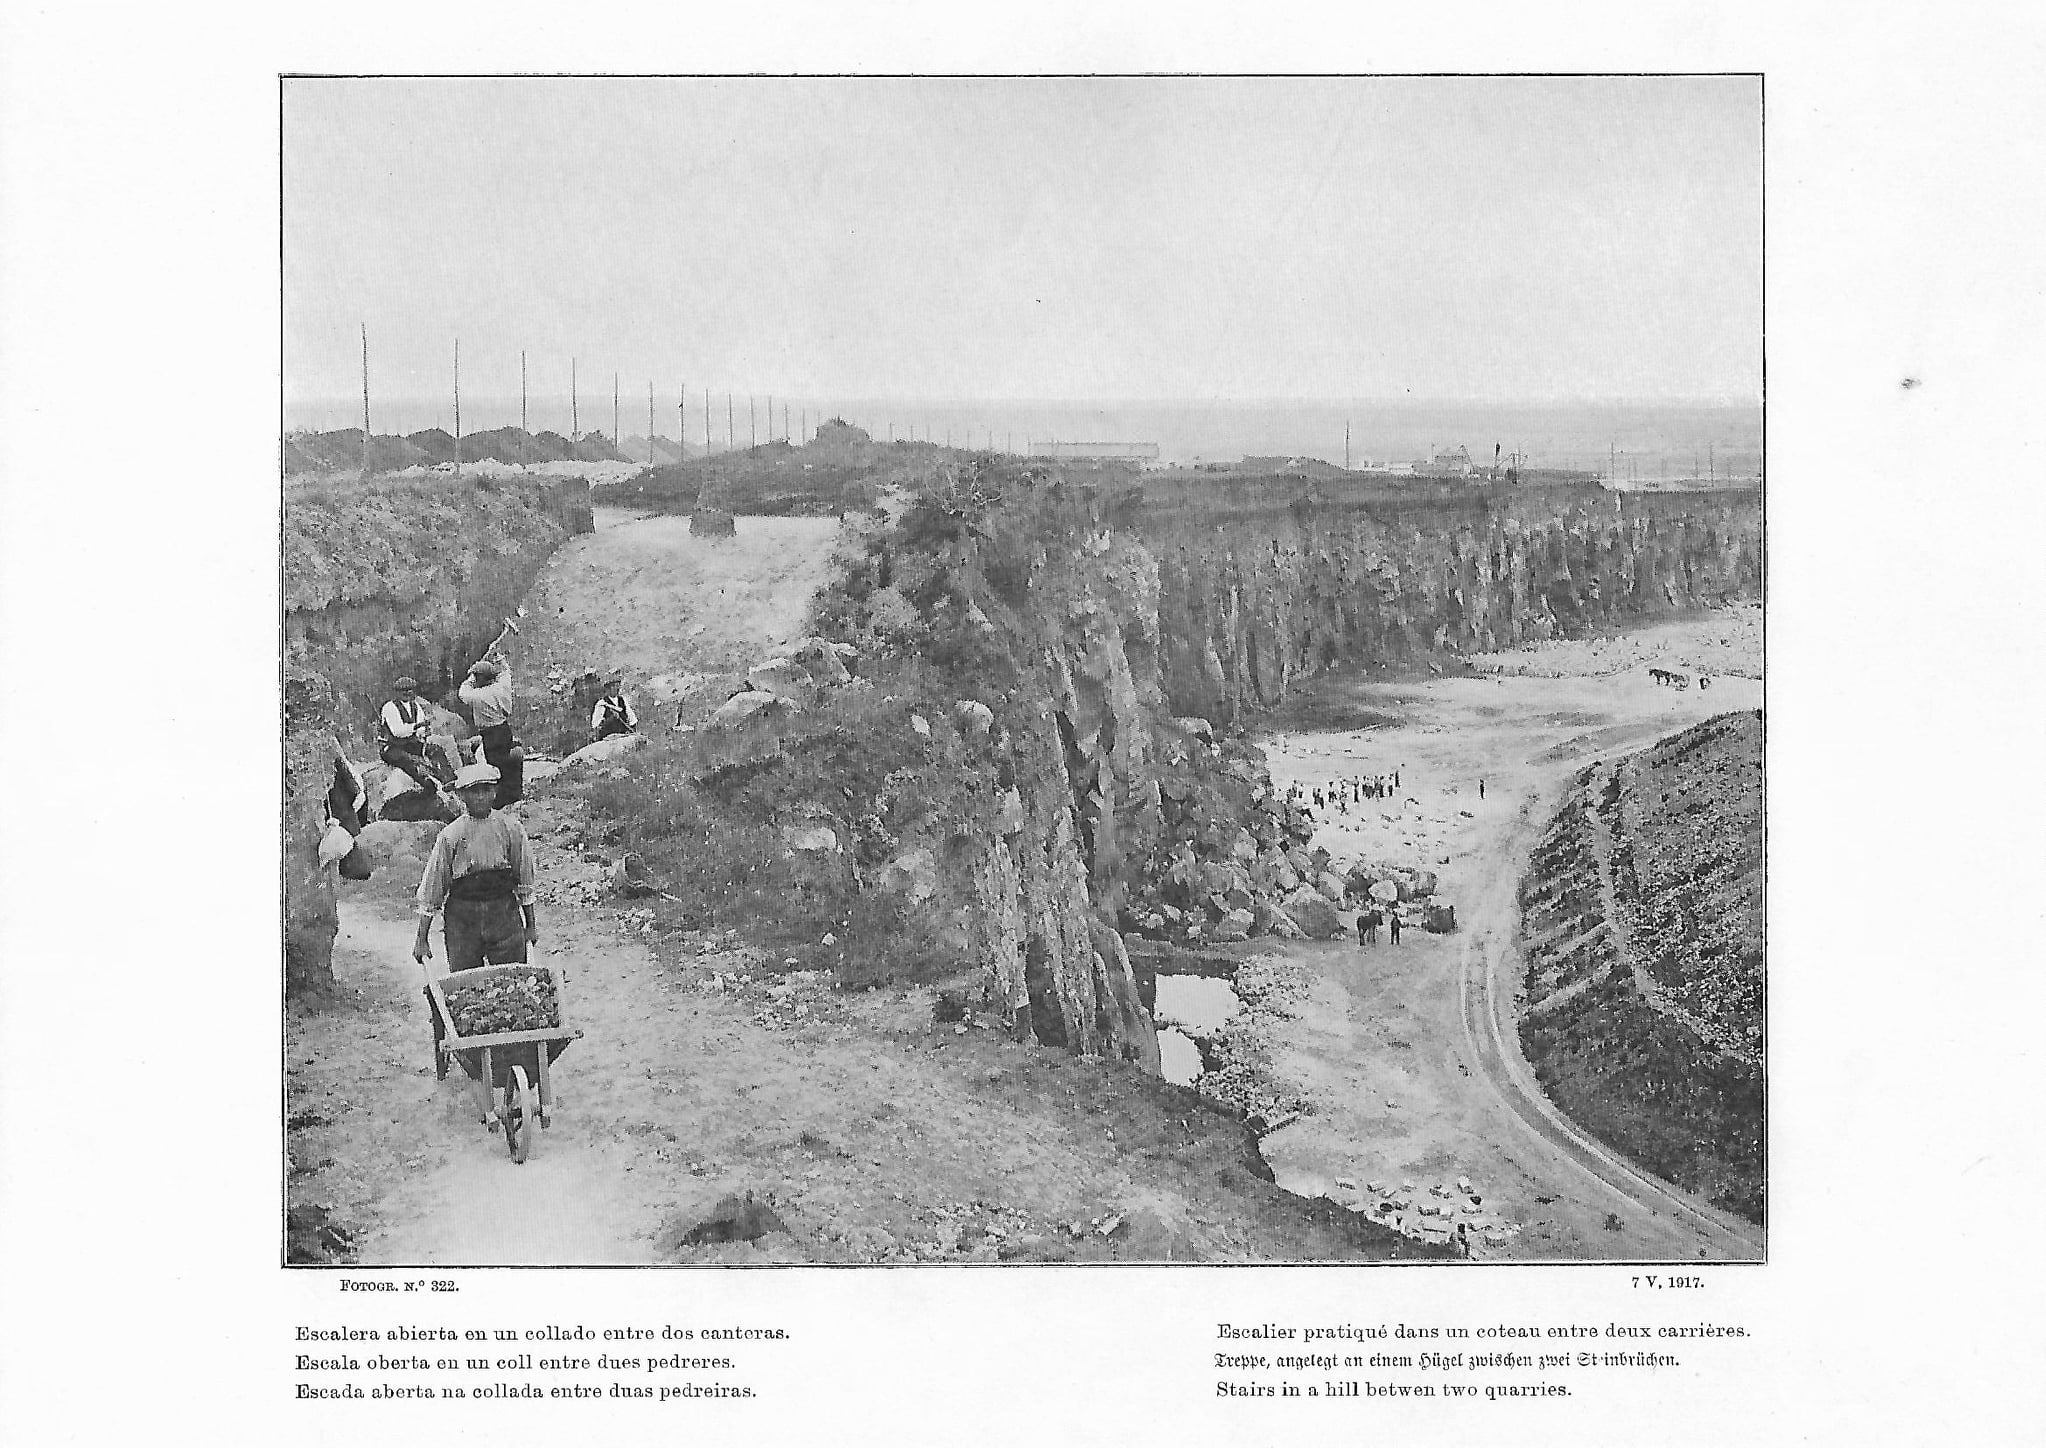 FOTOGR. N.º 322.
7 V, 1917.
Escalera abierta en un collado entre dos canteras.
Escala oberta en un coll entre dues pedreres.
Escada aberta na collada entre duas pedreiras.
Escalier pratiqué dans un coteau entre deux carrières.
Treppe, angelegt an einem Hügel zwischen zwei St inbrüchen.
Stairs in a hill betwen two quarries.